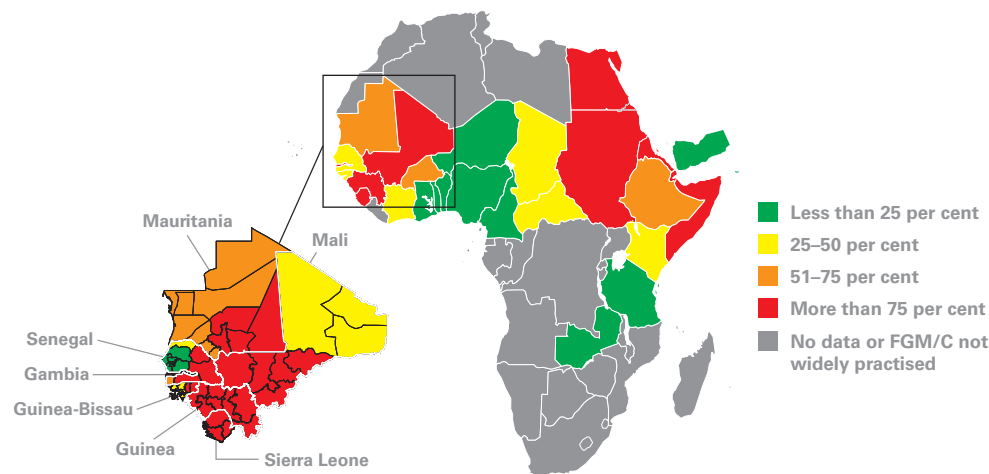 Mauritania
Mali
Senegal
Gambia
Guinea-Bissau
Guinea
Sierra Leone
Less than 25 per cent
25–50 per cent
51–75 per cent
More than 75 per cent
No data or FGM/C not
widely practised